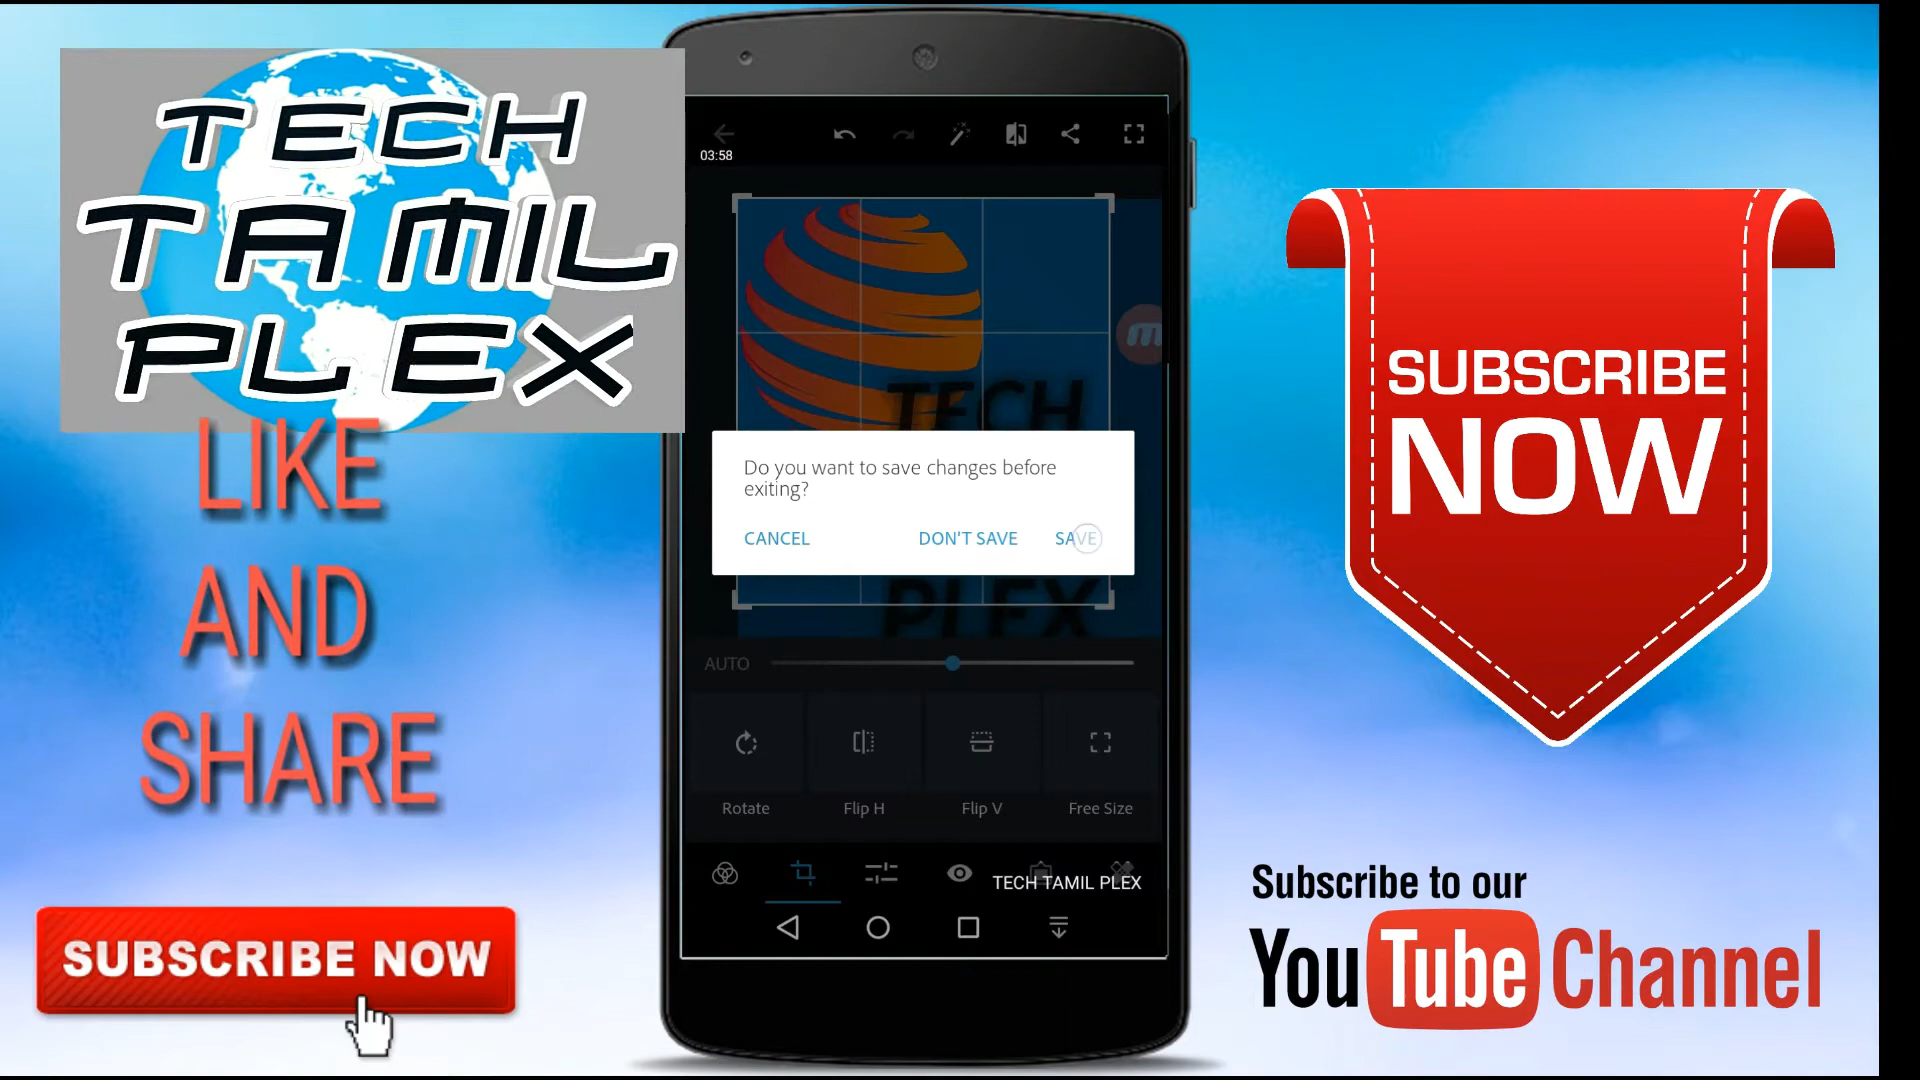 TECH
TAMIL
PLEX
LIKE
AND
SHARE
SUBSCRIBE NOW
03:58
TECH
Do you want to save changes before
exiting?
CANCEL
DON'T SAVE
SAVE
PLEX
AUTO
Rotate
Flip H
Flip V
Free Size
TECH TAMIL PLEX
SUBSCRIBE
NOW
Subscribe to our
YouTube Channel